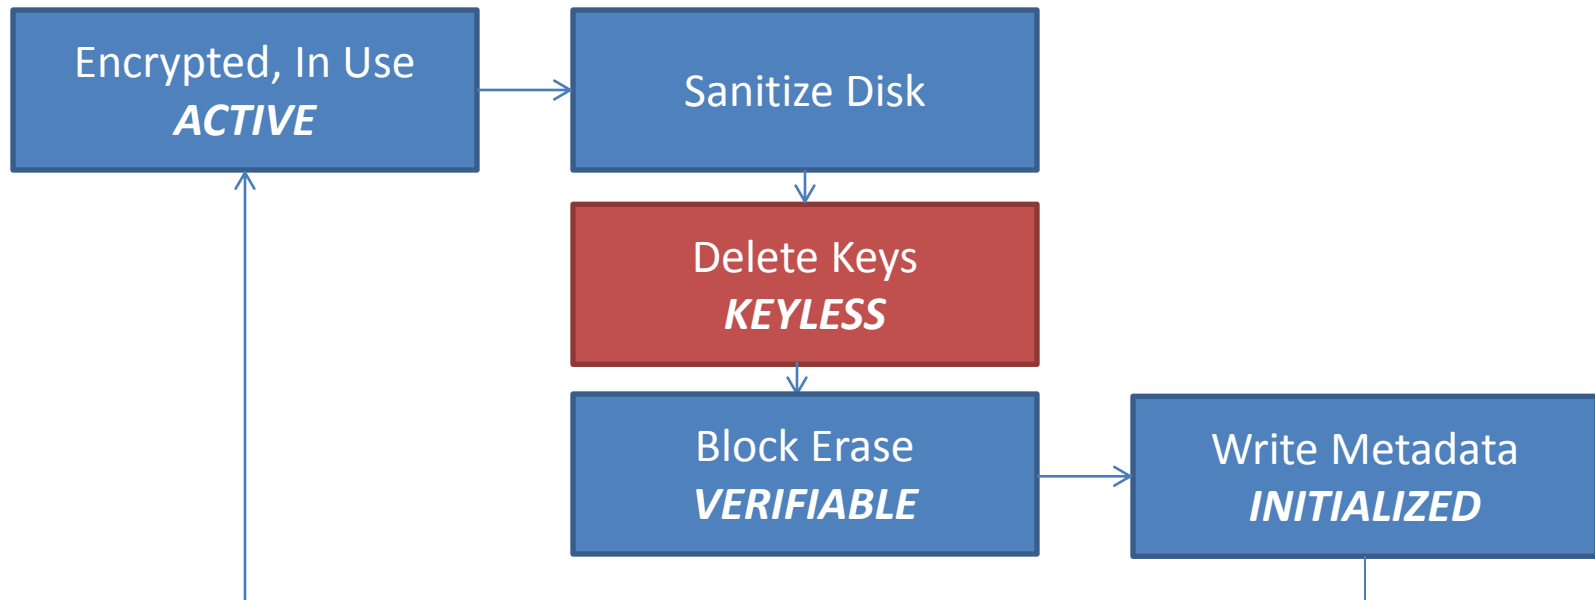 Encrypted, In Use
ACTIVE
Sanitize Disk
Delete Keys
KEYLESS
Block Erase
VERIFIABLE
Write Metadata
INITIALIZED